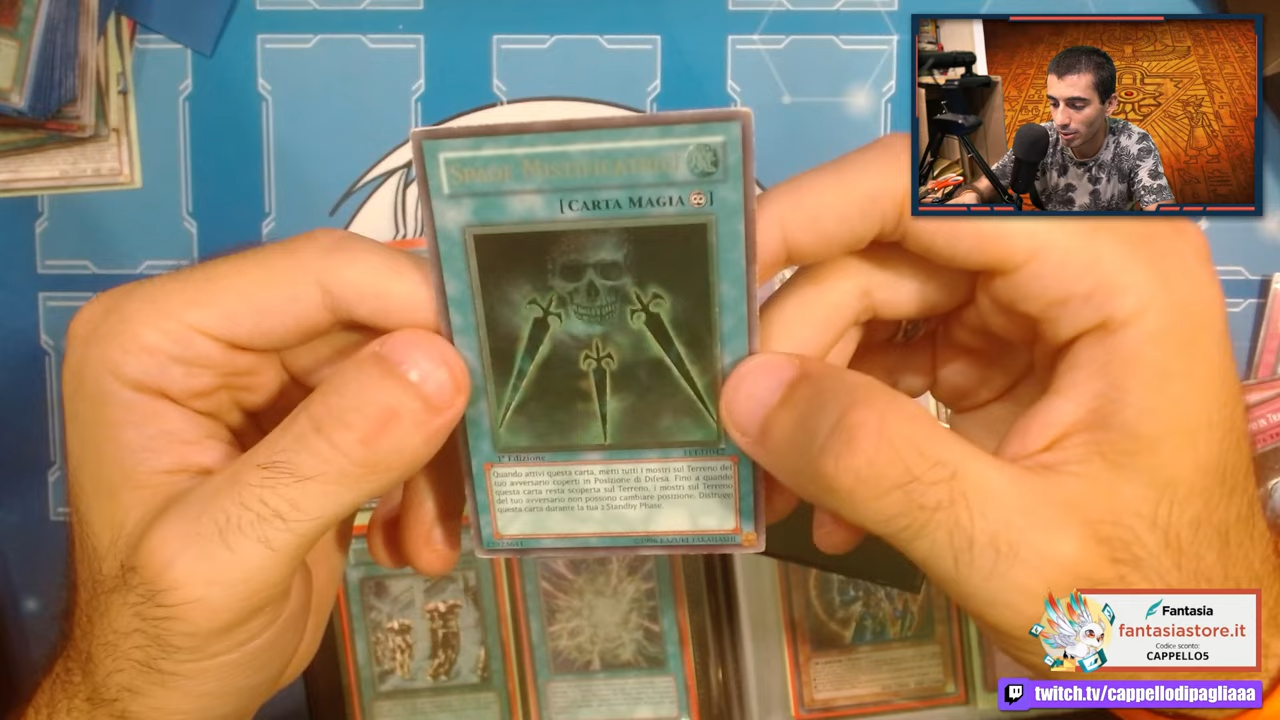 SPADE MISTIFICATRICI
[CARTA MAGIA]
1ª Edizione
Quando attivi questa carta, metti tutti i mostri sul Terreno del
tuo avversario coperti in Posizione di Difesa. Fino a quando
questa carta resta scoperta sul Terreno, i mostri sul Terreno
del tuo avversario non possono cambiare posizione. Distruggi
questa carta durante la tua 2 Standby Phase.
©1996 KAZUKI TAKAHASHI
Fantasia
fantasiastore.it
Codice sconto:
CAPPELLO5
twitch.tv/cappellodipagliaaa